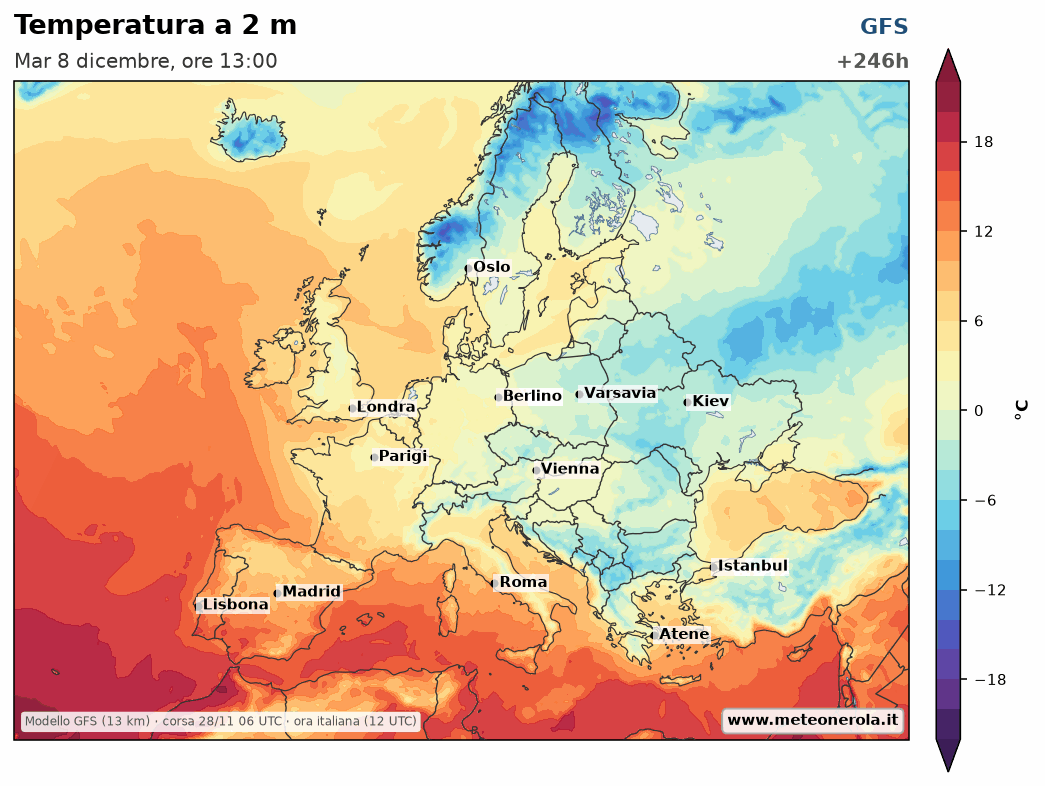 Temperatura a 2 m
GFS
Mar 8 dicembre, ore 13:00
+246h
18
12
6
0
−6
−12
−18
°C
Oslo
Londra
Berlino
Varsavia
Kiev
Parigi
Vienna
Istanbul
Roma
Madrid
Lisbona
Atene
Modello GFS (13 km) · corsa 28/11 06 UTC · ora italiana (12 UTC)
www.meteonerola.it